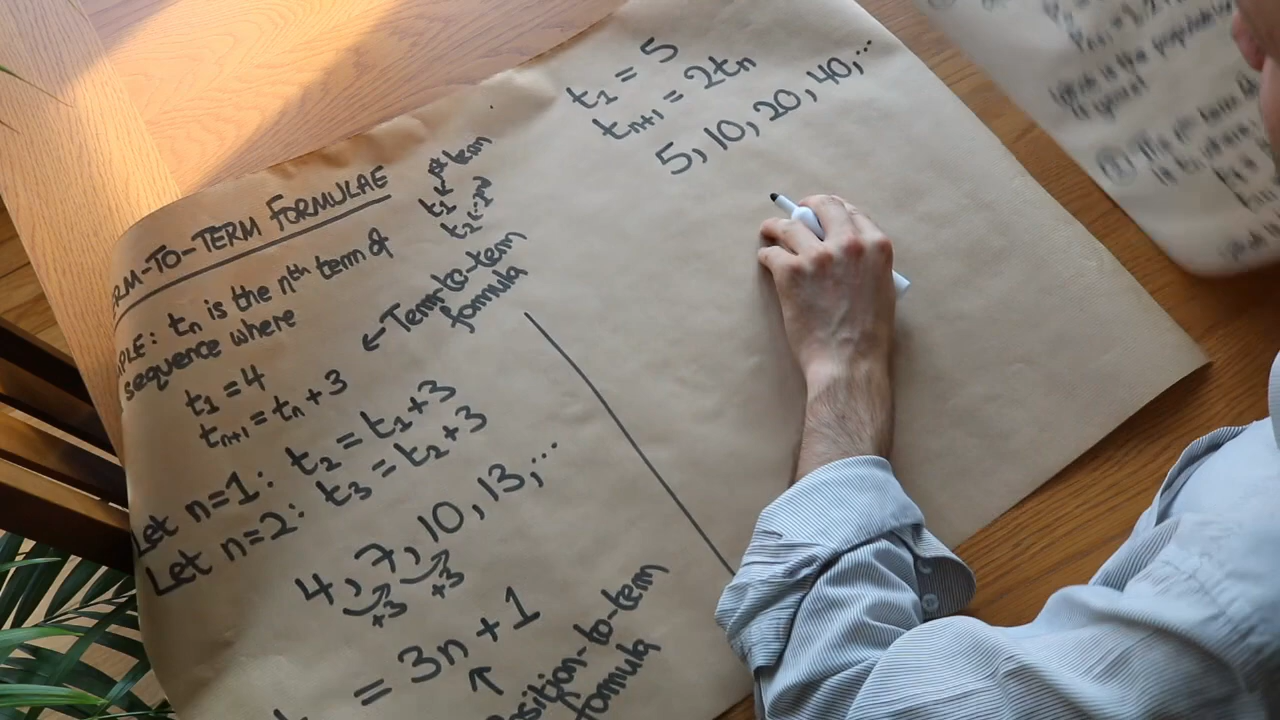 TERM-TO-TERM FORMULAE
tₙ is the nᵗʰ term of
sequence where
t₁ = 4
tₙ₊₁ = tₙ + 3
← Term-to-term
formula
t₁ ← 1ˢᵗ term
t₂ ← 2ⁿᵈ
Let n=1: t₂ = t₁+3
Let n=2: t₃ = t₂+3
4, 7, 10, 13, ...
+3 +3
= 3n + 1
↑
Position-to-term
formula
t₁ = 5
tₙ₊₁ = 2tₙ
5, 10, 20, 40, ...